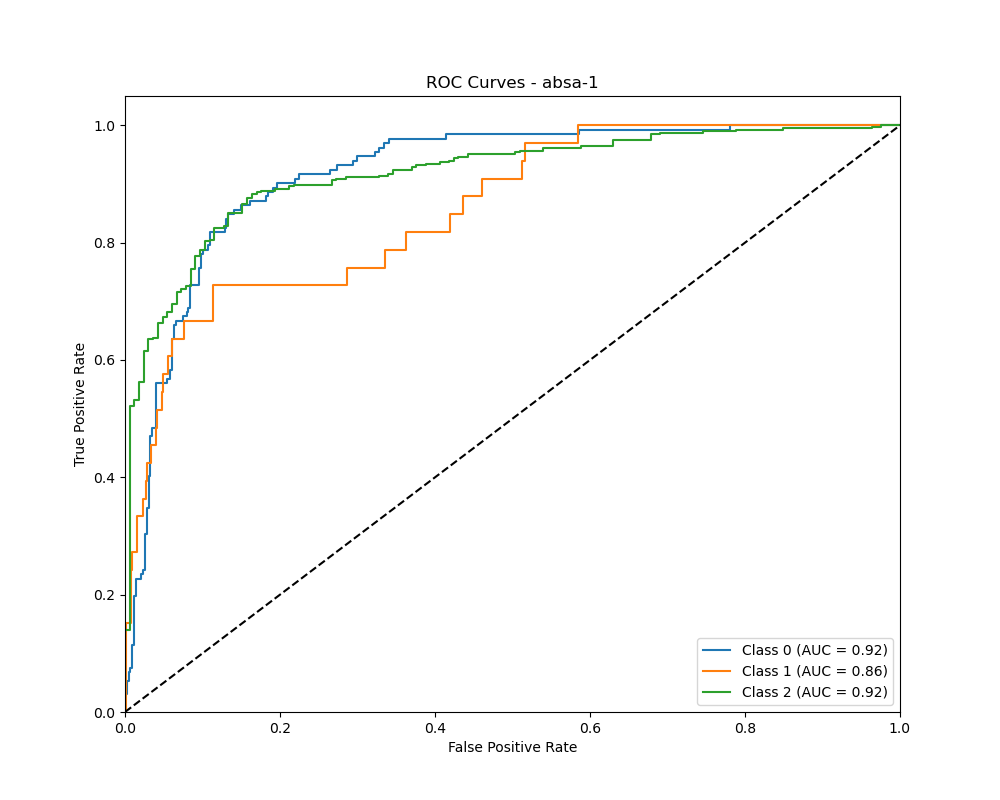 ROC Curves - absa-1
True Positive Rate
1.0
0.8
0.6
0.4
0.2
0.0
0.0 0.2 0.4 0.6 0.8 1.0
False Positive Rate
Class 0 (AUC = 0.92)
Class 1 (AUC = 0.86)
Class 2 (AUC = 0.92)